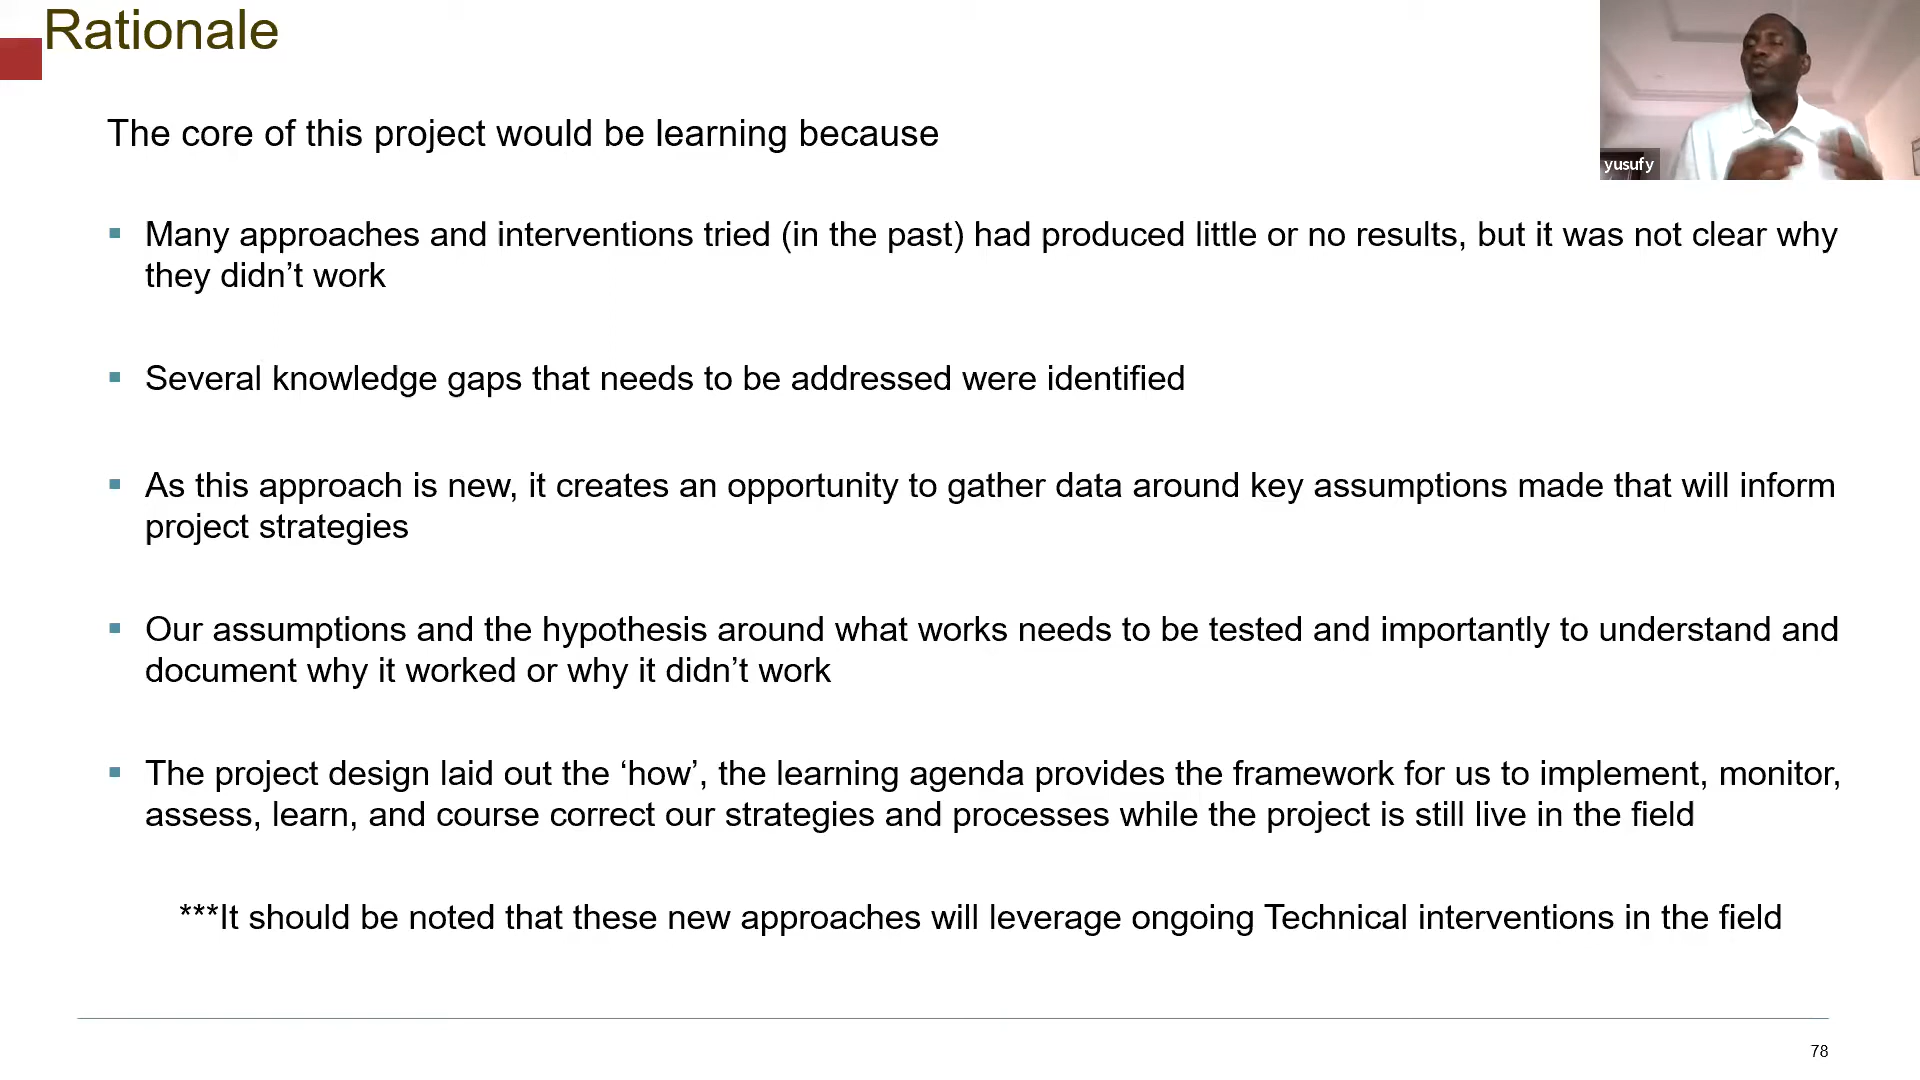 Rationale
The core of this project would be learning because
yusufy
▪ Many approaches and interventions tried (in the past) had produced little or no results, but it was not clear why
they didn’t work
▪ Several knowledge gaps that needs to be addressed were identified
▪ As this approach is new, it creates an opportunity to gather data around key assumptions made that will inform
project strategies
▪ Our assumptions and the hypothesis around what works needs to be tested and importantly to understand and
document why it worked or why it didn’t work
▪ The project design laid out the ‘how’, the learning agenda provides the framework for us to implement, monitor,
assess, learn, and course correct our strategies and processes while the project is still live in the field
***It should be noted that these new approaches will leverage ongoing Technical interventions in the field
78